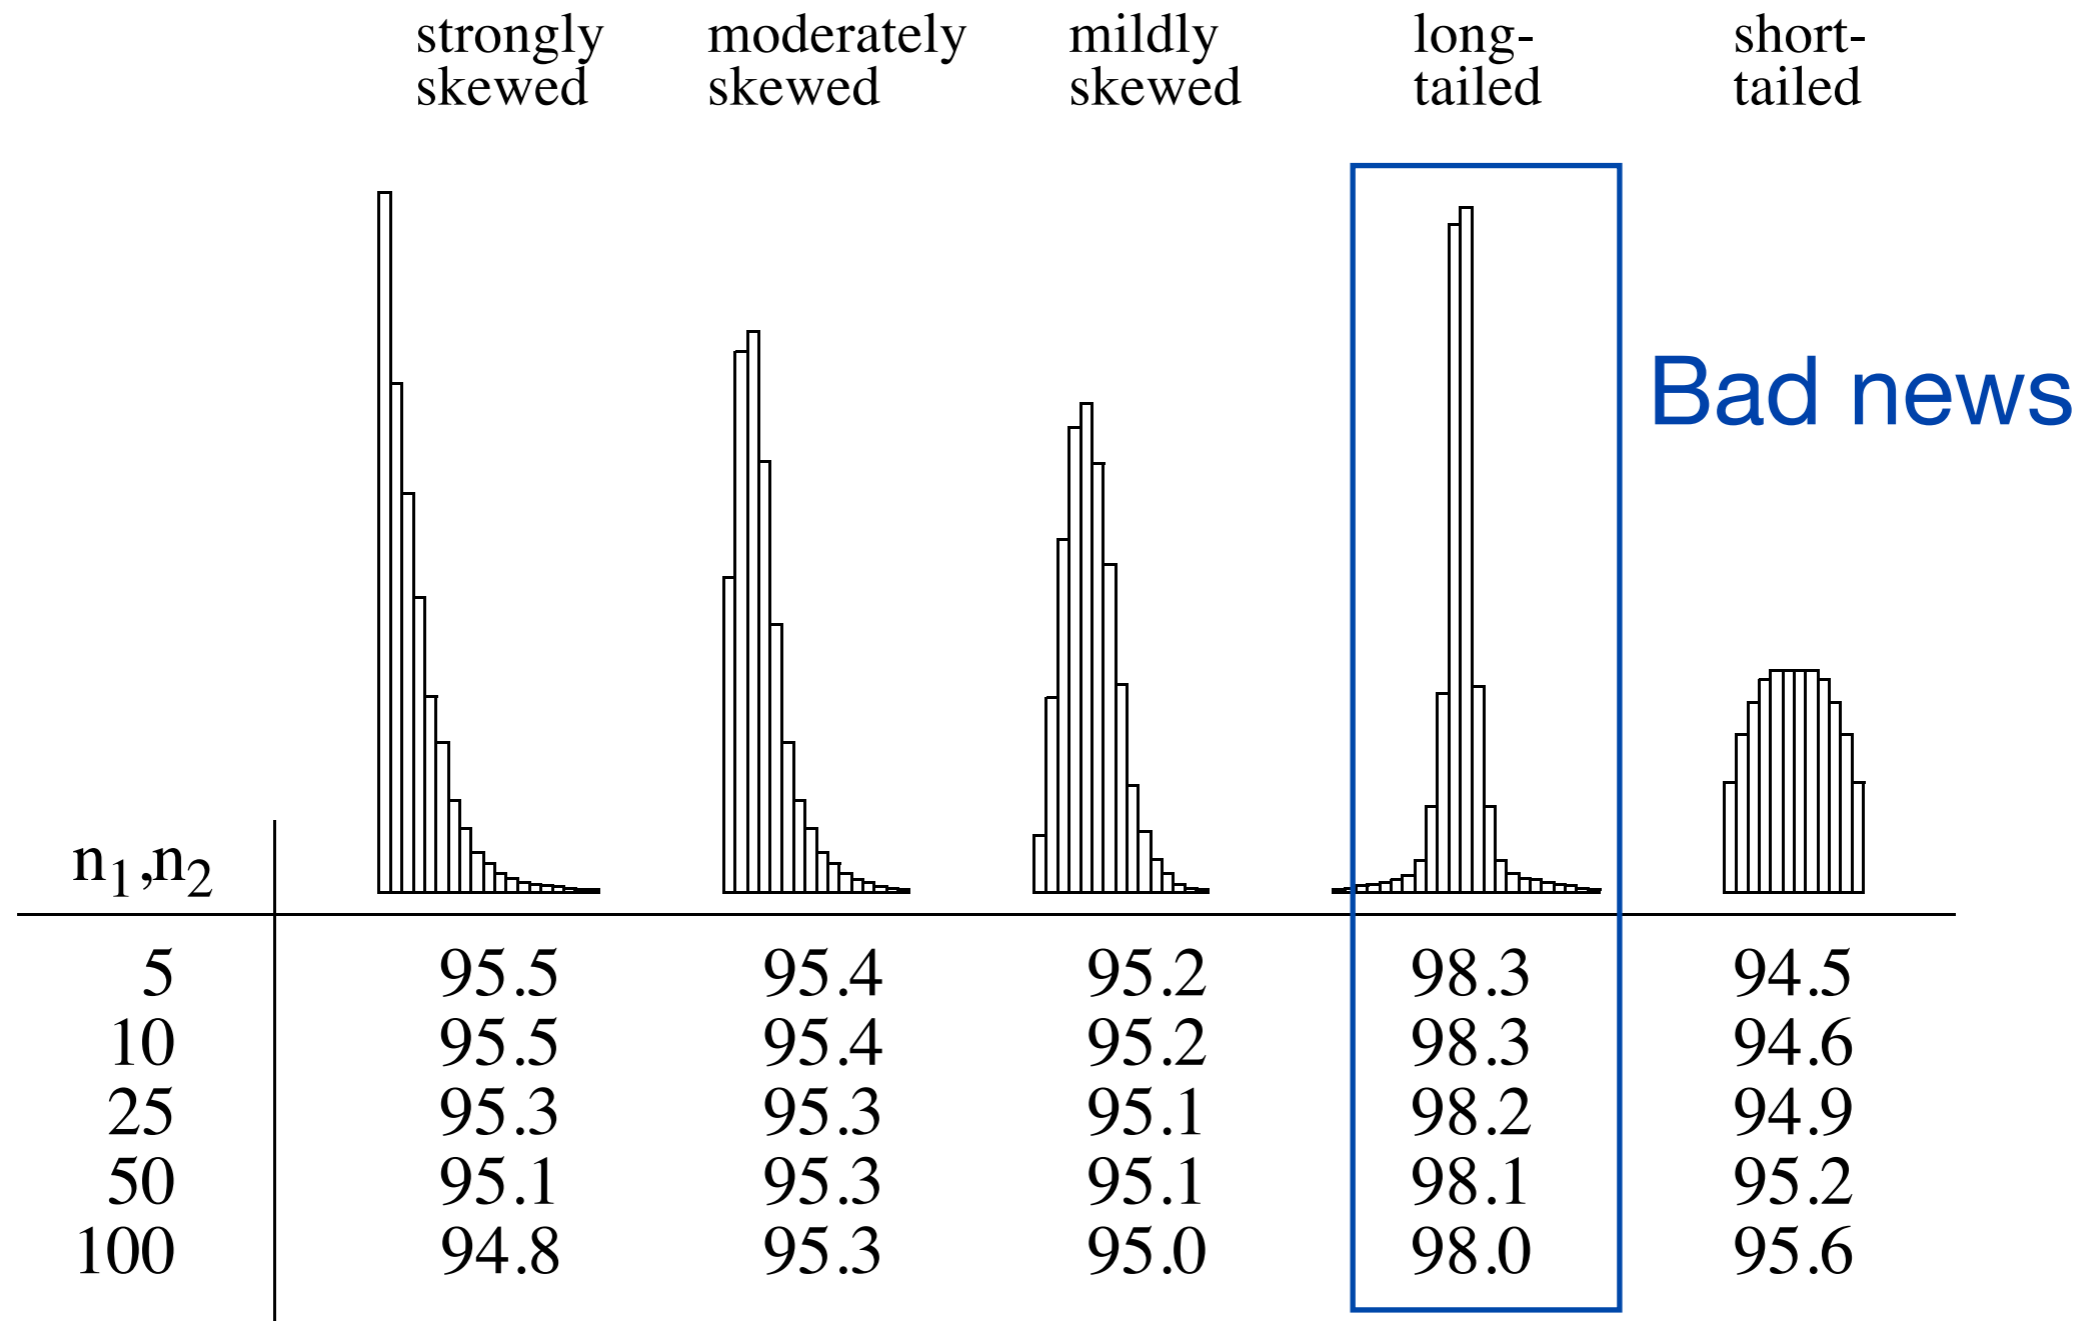 strongly skewed
moderately skewed
mildly skewed
long-tailed
short-tailed
Bad news
n1,n2
5 95.5 95.4 95.2 98.3 94.5
10 95.5 95.4 95.2 98.3 94.6
25 95.3 95.3 95.1 98.2 94.9
50 95.1 95.3 95.1 98.1 95.2
100 94.8 95.3 95.0 98.0 95.6